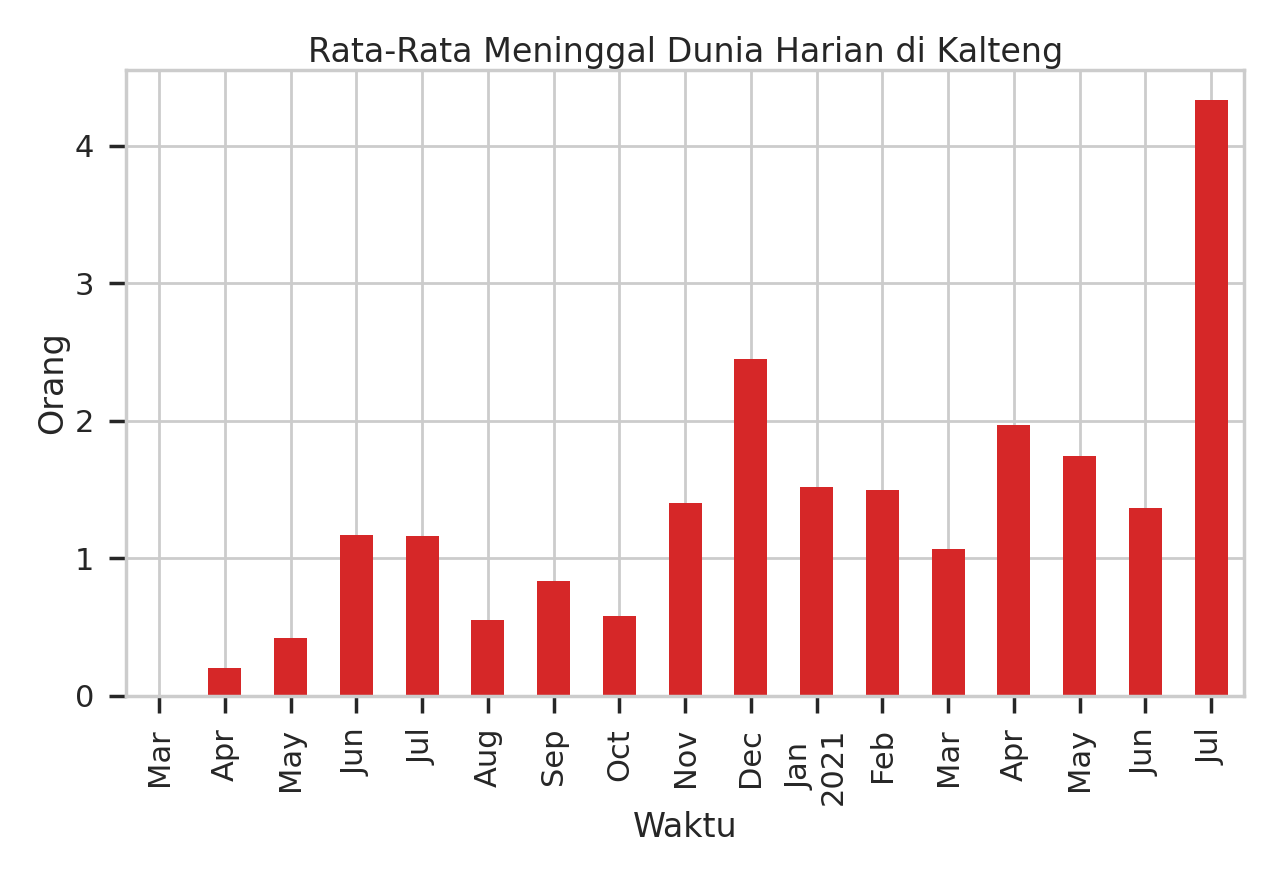 Rata-Rata Meninggal Dunia Harian di Kalteng
4
3
2
1
0
Orang
Mar
Apr
May
Jun
Jul
Aug
Sep
Oct
Nov
Dec
Jan
2021
Feb
Mar
Apr
May
Jun
Jul
Waktu